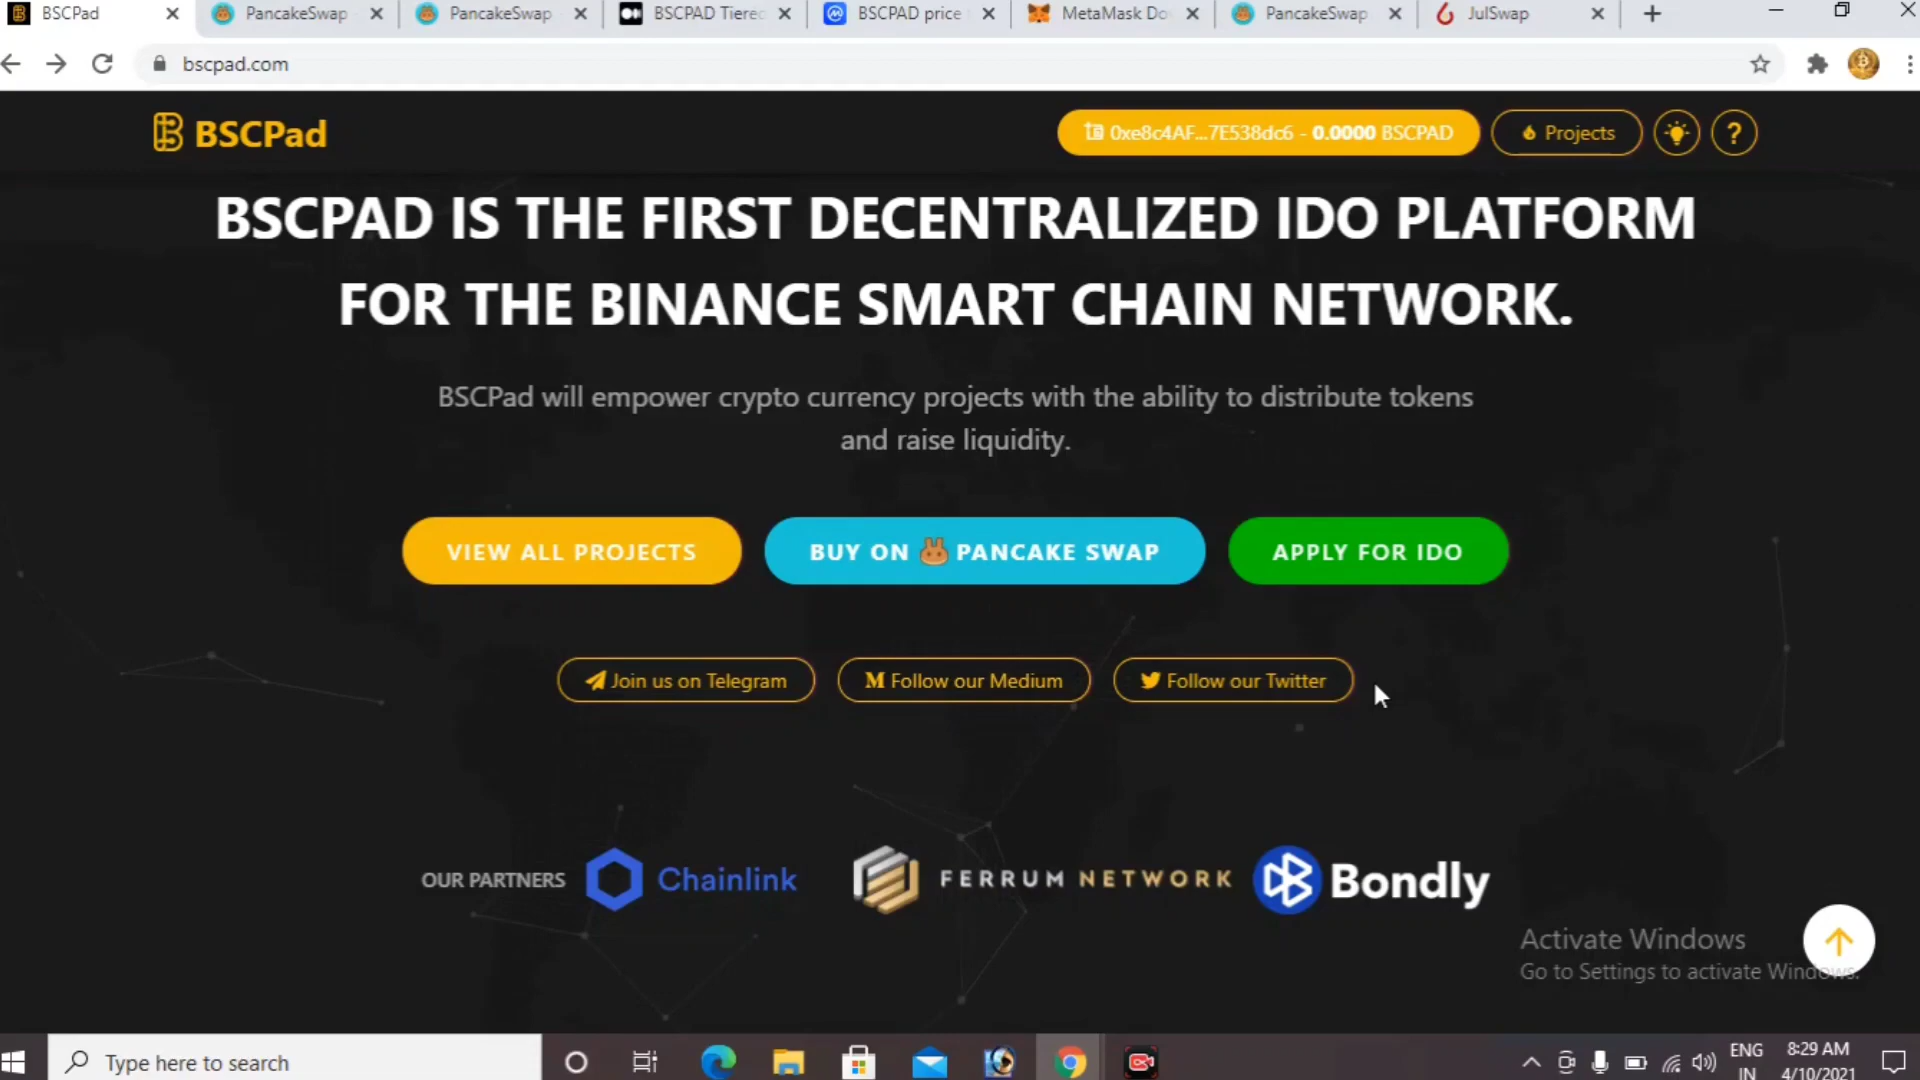 BSCPad
PancakeSwap
PancakeSwap
BSCPAD Tiered
BSCPAD price
MetaMask Do
PancakeSwap
JulSwap
bscpad.com
BSCPad
0xe8c4AF...7E538dc6 - 0.0000 BSCPAD
Projects
?
BSCPAD IS THE FIRST DECENTRALIZED IDO PLATFORM
FOR THE BINANCE SMART CHAIN NETWORK.
BSCPad will empower crypto currency projects with the ability to distribute tokens
and raise liquidity.
VIEW ALL PROJECTS
BUY ON PANCAKE SWAP
APPLY FOR IDO
Join us on Telegram
Follow our Medium
Follow our Twitter
OUR PARTNERS
Chainlink
FERRUM NETWORK
Bondly
Activate Windows
Go to Settings to activate Windows.
Type here to search
ENG
IN
8:29 AM
4/10/2021